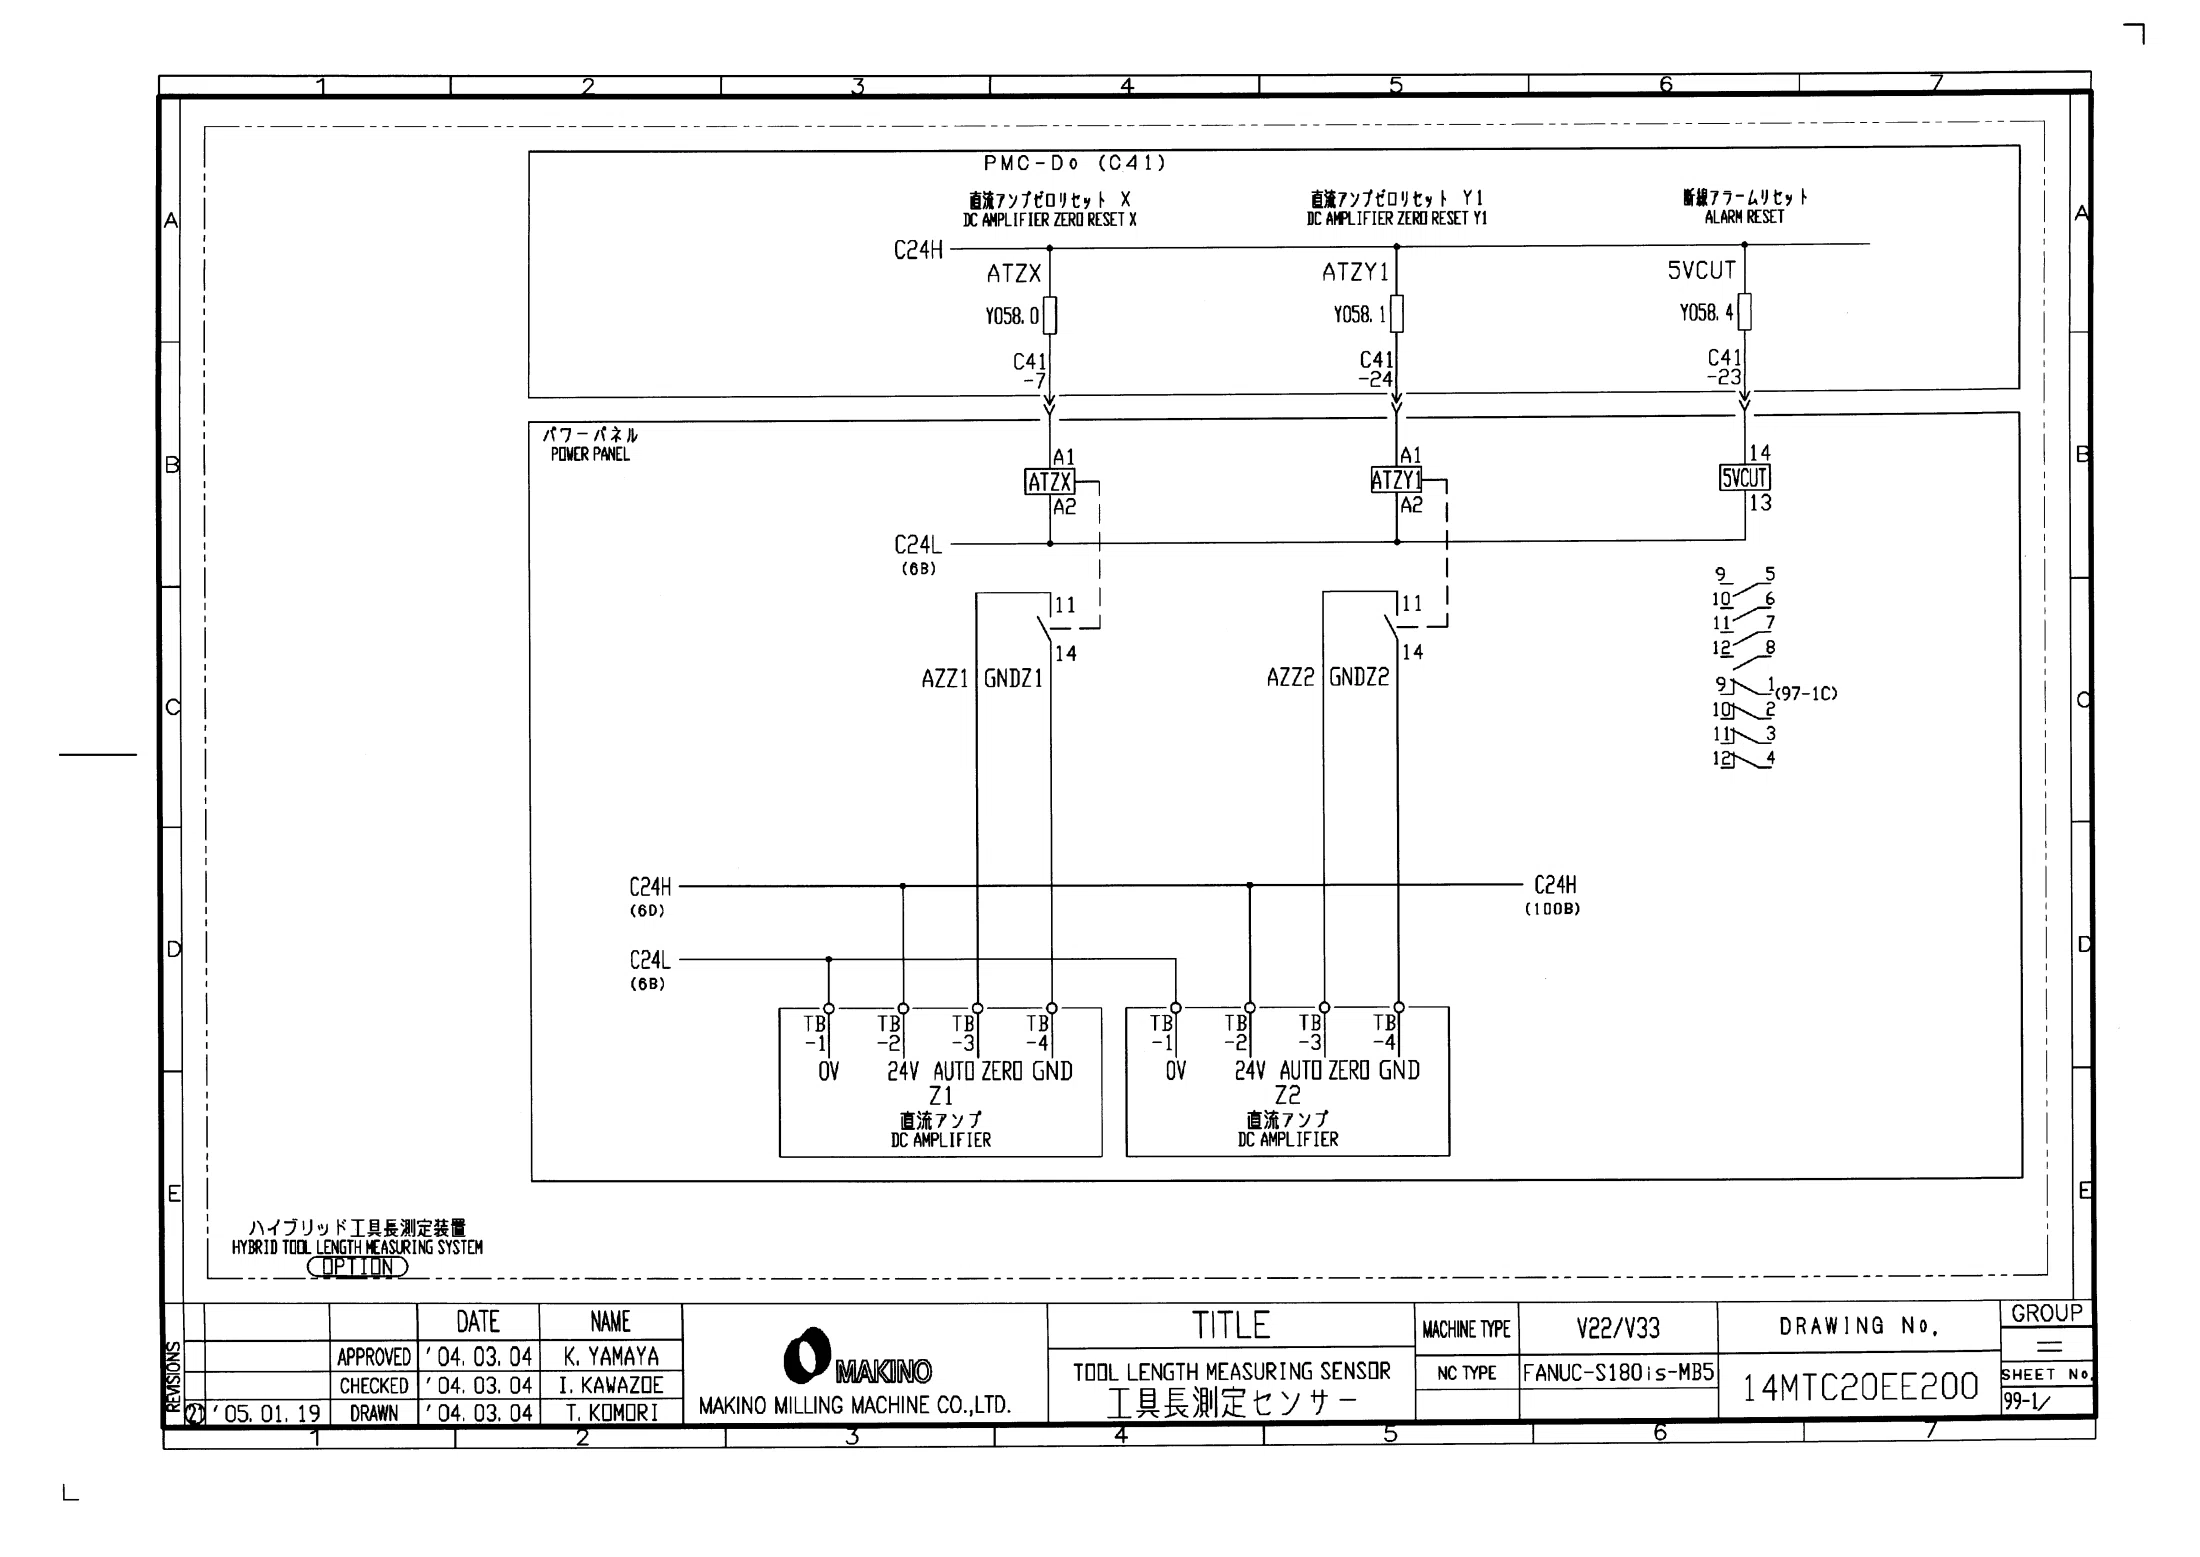 1 2 3 4 5 6 7
PMC-Do (C41)
直流アンプゼロリセット X
DC AMPLIFIER ZERO RESET X
直流アンプゼロリセット Y1
DC AMPLIFIER ZERO RESET Y1
断線アラームリセット
ALARM RESET
A A
C24H
ATZX ATZY1 5VCUT
Y058.0 Y058.1 Y058.4
C41 C41 C41
-7 -24 -23
パワーパネル
POWER PANEL
B B
A1 A1 14
ATZX ATZY1 5VCUT
A2 A2 13
C24L
(6B)
9 5
10 6
11 7
12 8
11 11
14 14
AZZ1 GNDZ1 AZZ2 GNDZ2
9 1 (97-1C)
10 2
11 3
12 4
C C
C24H C24H
(6D) (100B)
D D
C24L
(6B)
TB TB TB TB TB TB TB TB
-1 -2 -3 -4 -1 -2 -3 -4
0V 24V AUTO ZERO GND 0V 24V AUTO ZERO GND
Z1 Z2
直流アンプ 直流アンプ
DC AMPLIFIER DC AMPLIFIER
E E
ハイブリッド工具長測定装置
HYBRID TOOL LENGTH MEASURING SYSTEM
OPTION
REVISIONS
DATE NAME
APPROVED '04.03.04 K. YAMAYA
CHECKED '04.03.04 I. KAWAZOE
21 '05.01.19 DRAWN '04.03.04 T. KOMORI
MAKINO
MAKINO MILLING MACHINE CO.,LTD.
TITLE
TOOL LENGTH MEASURING SENSOR
工具長測定センサー
MACHINE TYPE V22/V33
NC TYPE FANUC-S180is-MB5
DRAWING No.
14MTC20EE200
GROUP
=
SHEET No.
99-1/
1 2 3 4 5 6 7